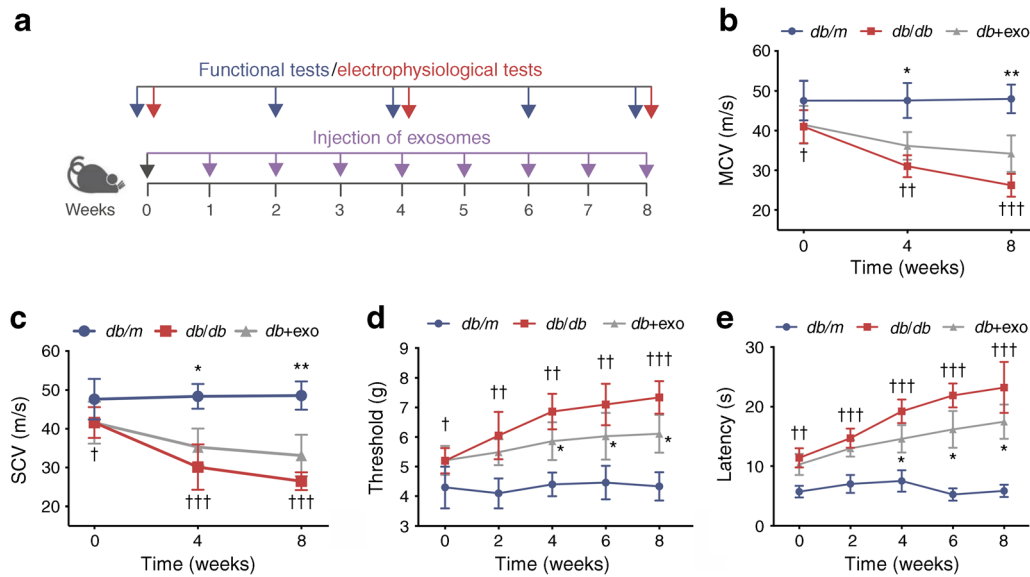 a
Functional tests/electrophysiological tests
Injection of exosomes
Weeks 0 1 2 3 4 5 6 7 8
b
db/m db/db db+exo
MCV (m/s)
60
50
40
30
20
* **
† †† †††
0 4 8
Time (weeks)
c
db/m db/db db+exo
SCV (m/s)
60
50
40
30
20
* **
† ††† †††
0 4 8
Time (weeks)
d
db/m db/db db+exo
Threshold (g)
9
8
7
6
5
4
3
† †† †† †† †††
* * *
0 2 4 6 8
Time (weeks)
e
db/m db/db db+exo
Latency (s)
30
20
10
0
†† ††† ††† ††† †††
* * *
0 2 4 6 8
Time (weeks)